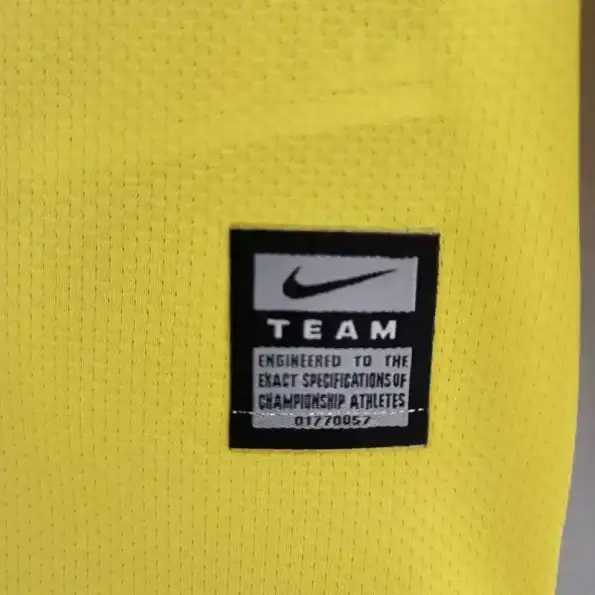 TEAM
ENGINEERED TO THE
EXACT SPECIFICATIONS OF
CHAMPIONSHIP ATHLETES
01770057